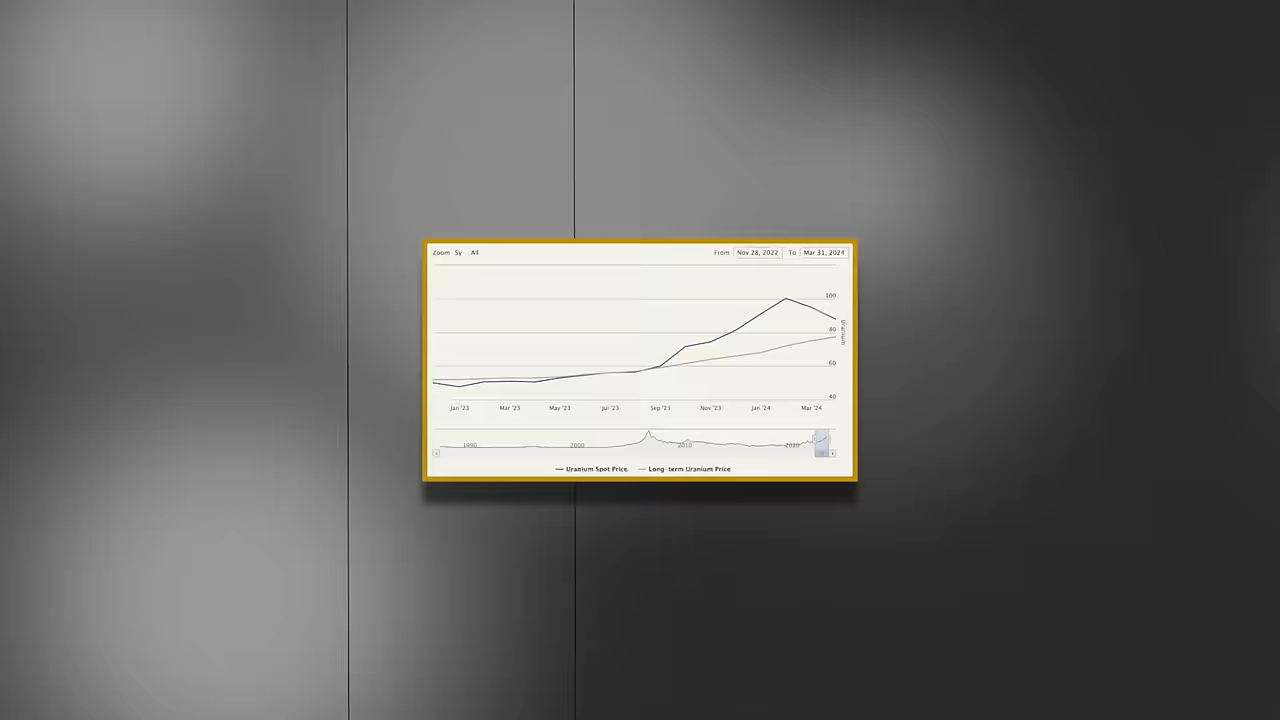 Zoom 5y All From Nov 28, 2022 To Mar 31, 2024
100
80
Uranium
60
40
Jan '23 Mar '23 May '23 Jul '23 Sep '23 Nov '23 Jan '24 Mar '24
1990 2000 2010 2020
Uranium Spot Price Long-term Uranium Price